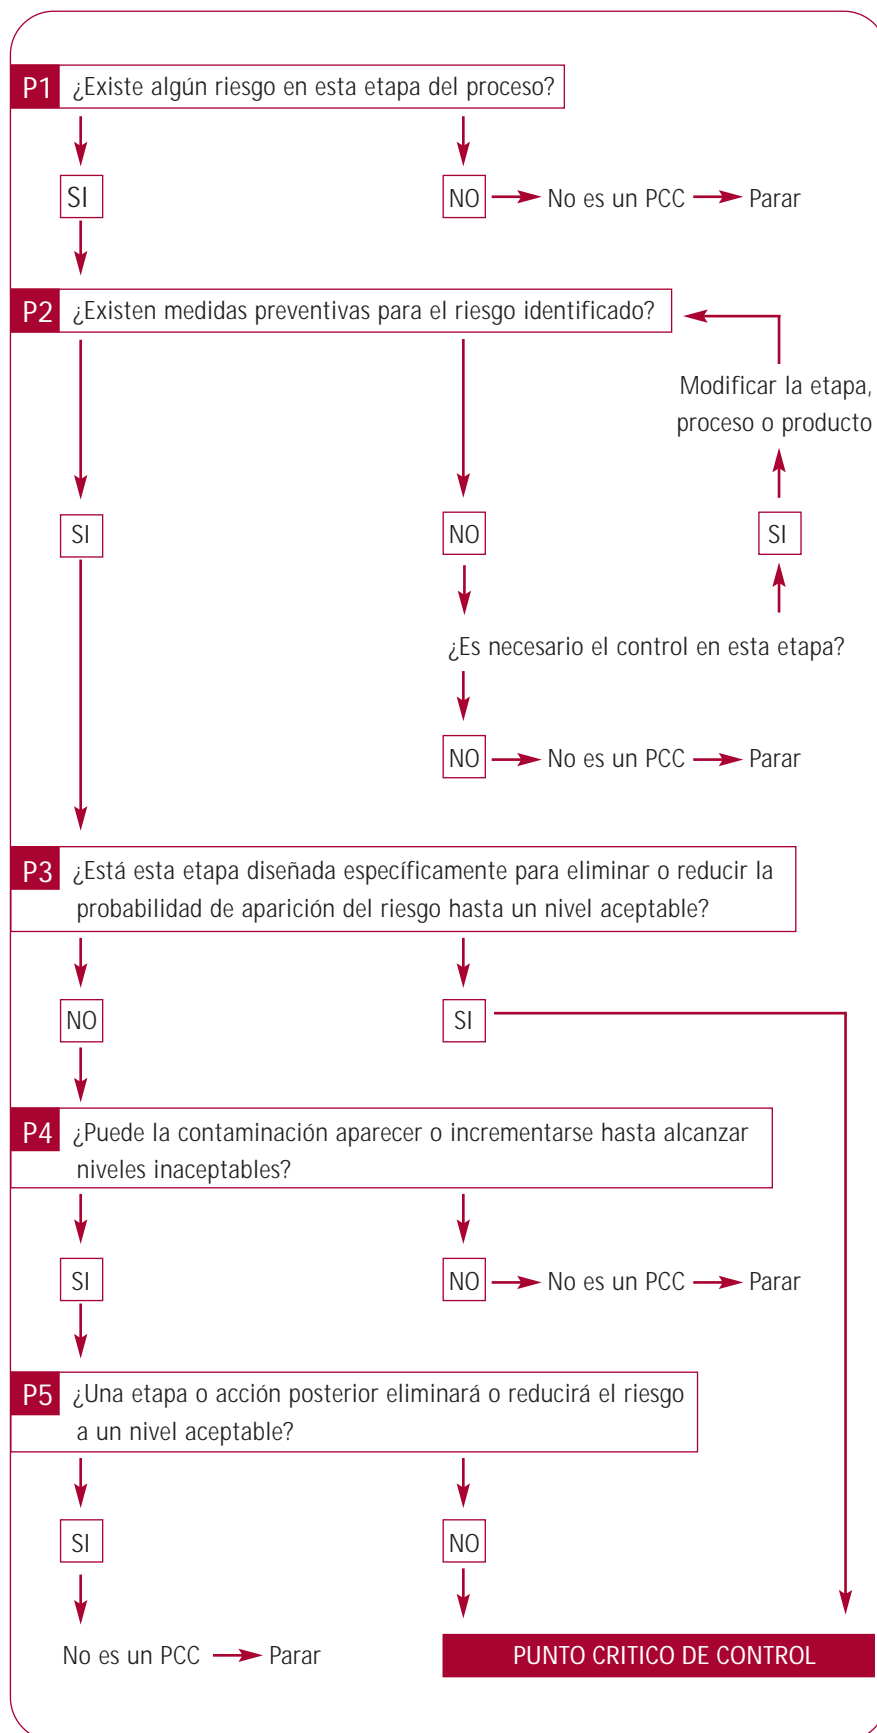 P1 ¿Existe algún riesgo en esta etapa del proceso?
SI
NO No es un PCC Parar
P2 ¿Existen medidas preventivas para el riesgo identificado?
Modificar la etapa,
proceso o producto
SI
NO
SI
¿Es necesario el control en esta etapa?
NO No es un PCC Parar
P3 ¿Está esta etapa diseñada específicamente para eliminar o reducir la
probabilidad de aparición del riesgo hasta un nivel aceptable?
NO
SI
P4 ¿Puede la contaminación aparecer o incrementarse hasta alcanzar
niveles inaceptables?
SI
NO No es un PCC Parar
P5 ¿Una etapa o acción posterior eliminará o reducirá el riesgo
a un nivel aceptable?
SI
NO
No es un PCC Parar
PUNTO CRITICO DE CONTROL